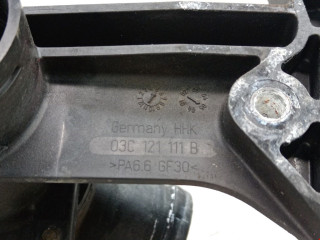 Germany HHK
03C 121 111 B
>PA6.6 GF30<